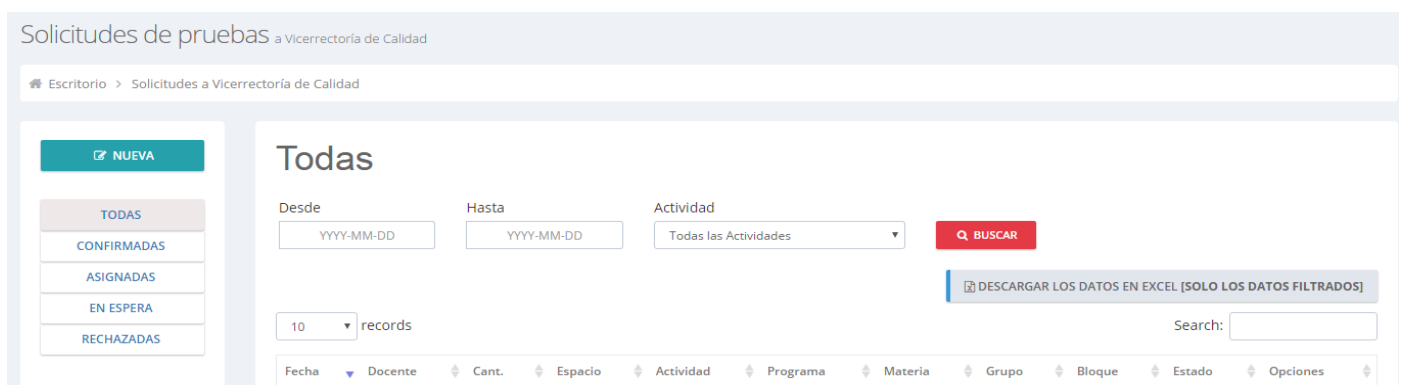 Solicitudes de pruebas a Vicerrectoría de Calidad
Escritorio > Solicitudes a Vicerrectoría de Calidad
NUEVA
TODAS
CONFIRMADAS
ASIGNADAS
EN ESPERA
RECHAZADAS
Todas
Desde Hasta Actividad
YYYY-MM-DD YYYY-MM-DD Todas las Actividades BUSCAR
DESCARGAR LOS DATOS EN EXCEL [SOLO LOS DATOS FILTRADOS]
10 records Search:
Fecha Docente Cant. Espacio Actividad Programa Materia Grupo Bloque Estado Opciones